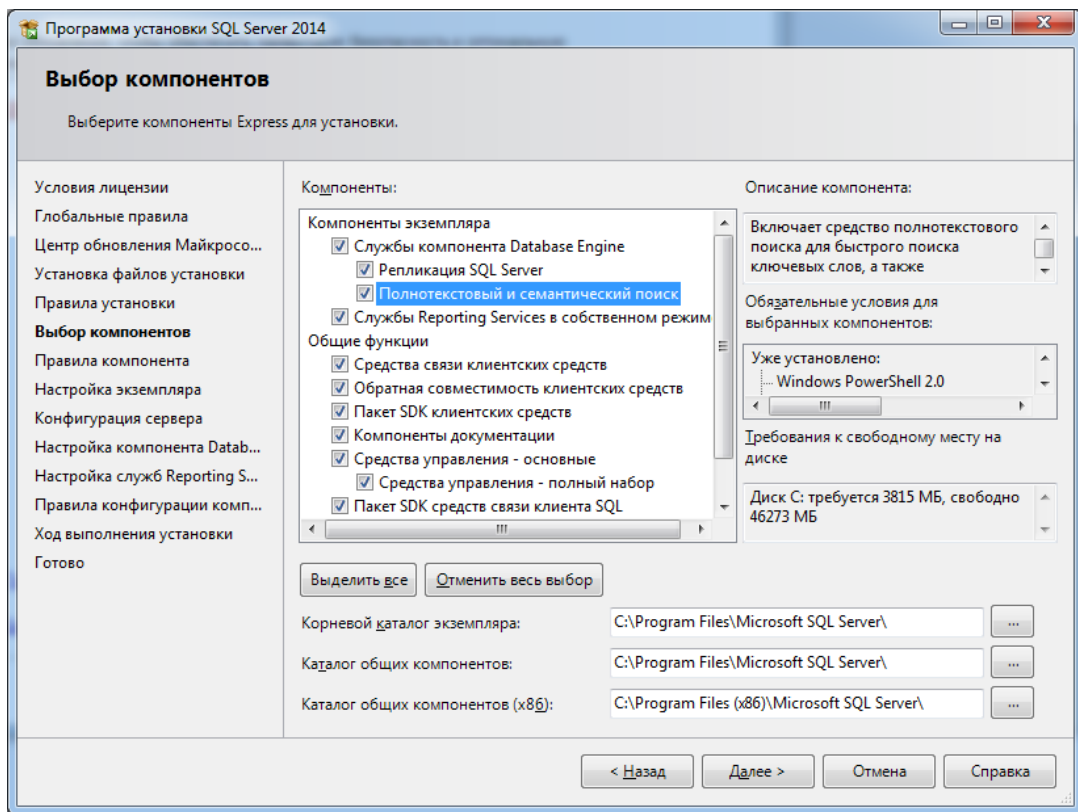 Программа установки SQL Server 2014
Выбор компонентов
Выберите компоненты Express для установки.
Условия лицензии
Глобальные правила
Центр обновления Майкросо...
Установка файлов установки
Правила установки
Выбор компонентов
Правила компонента
Настройка экземпляра
Конфигурация сервера
Настройка компонента Datab...
Настройка служб Reporting S...
Правила конфигурации комп...
Ход выполнения установки
Готово
Компоненты:
Компоненты экземпляра
Службы компонента Database Engine
Репликация SQL Server
Полнотекстовый и семантический поиск
Службы Reporting Services в собственном режим
Общие функции
Средства связи клиентских средств
Обратная совместимость клиентских средств
Пакет SDK клиентских средств
Компоненты документации
Средства управления - основные
Средства управления - полный набор
Пакет SDK средств связи клиента SQL
Описание компонента:
Включает средство полнотекстового
поиска для быстрого поиска
ключевых слов, а также
Обязательные условия для
выбранных компонентов:
Уже установлено:
Windows PowerShell 2.0
Требования к свободному месту на
диске
Диск C: требуется 3815 МБ, свободно
46273 МБ
Выделить все
Отменить весь выбор
Корневой каталог экземпляра:
C:\Program Files\Microsoft SQL Server\
...
Каталог общих компонентов:
C:\Program Files\Microsoft SQL Server\
...
Каталог общих компонентов (x86):
C:\Program Files (x86)\Microsoft SQL Server\
...
< Назад
Далее >
Отмена
Справка